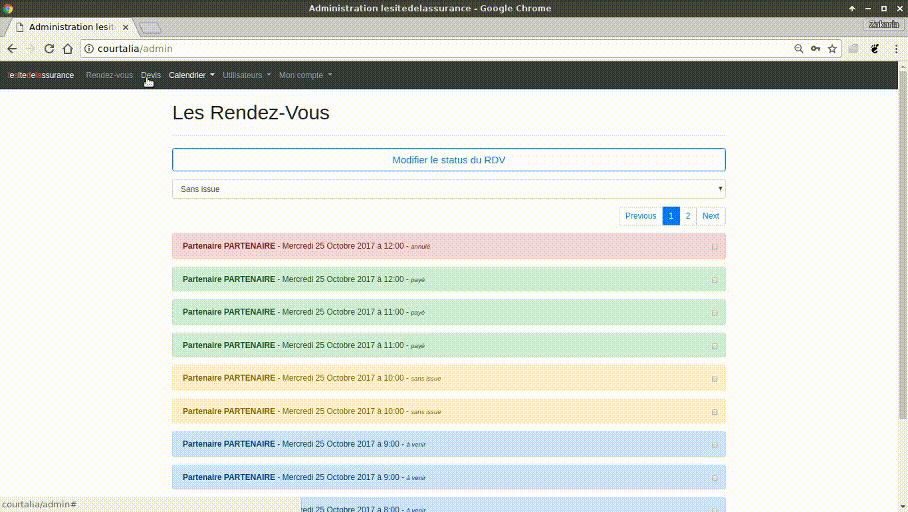 Administration lesitedelassurance - Google Chrome
Administration lesit
Zakaria
courtalia/admin
lesitedelassurance Rendez-vous Devis Calendrier Utilisateurs Mon compte
Les Rendez-Vous
Modifier le status du RDV
Sans issue
Previous 1 2 Next
Partenaire PARTENAIRE - Mercredi 25 Octobre 2017 à 12:00 - annulé
Partenaire PARTENAIRE - Mercredi 25 Octobre 2017 à 12:00 - payé
Partenaire PARTENAIRE - Mercredi 25 Octobre 2017 à 11:00 - payé
Partenaire PARTENAIRE - Mercredi 25 Octobre 2017 à 11:00 - payé
Partenaire PARTENAIRE - Mercredi 25 Octobre 2017 à 10:00 - sans issue
Partenaire PARTENAIRE - Mercredi 25 Octobre 2017 à 10:00 - sans issue
Partenaire PARTENAIRE - Mercredi 25 Octobre 2017 à 9:00 - à venir
Partenaire PARTENAIRE - Mercredi 25 Octobre 2017 à 9:00 - à venir
courtalia/admin#
redi 25 Octobre 2017 à 8:00 - à venir